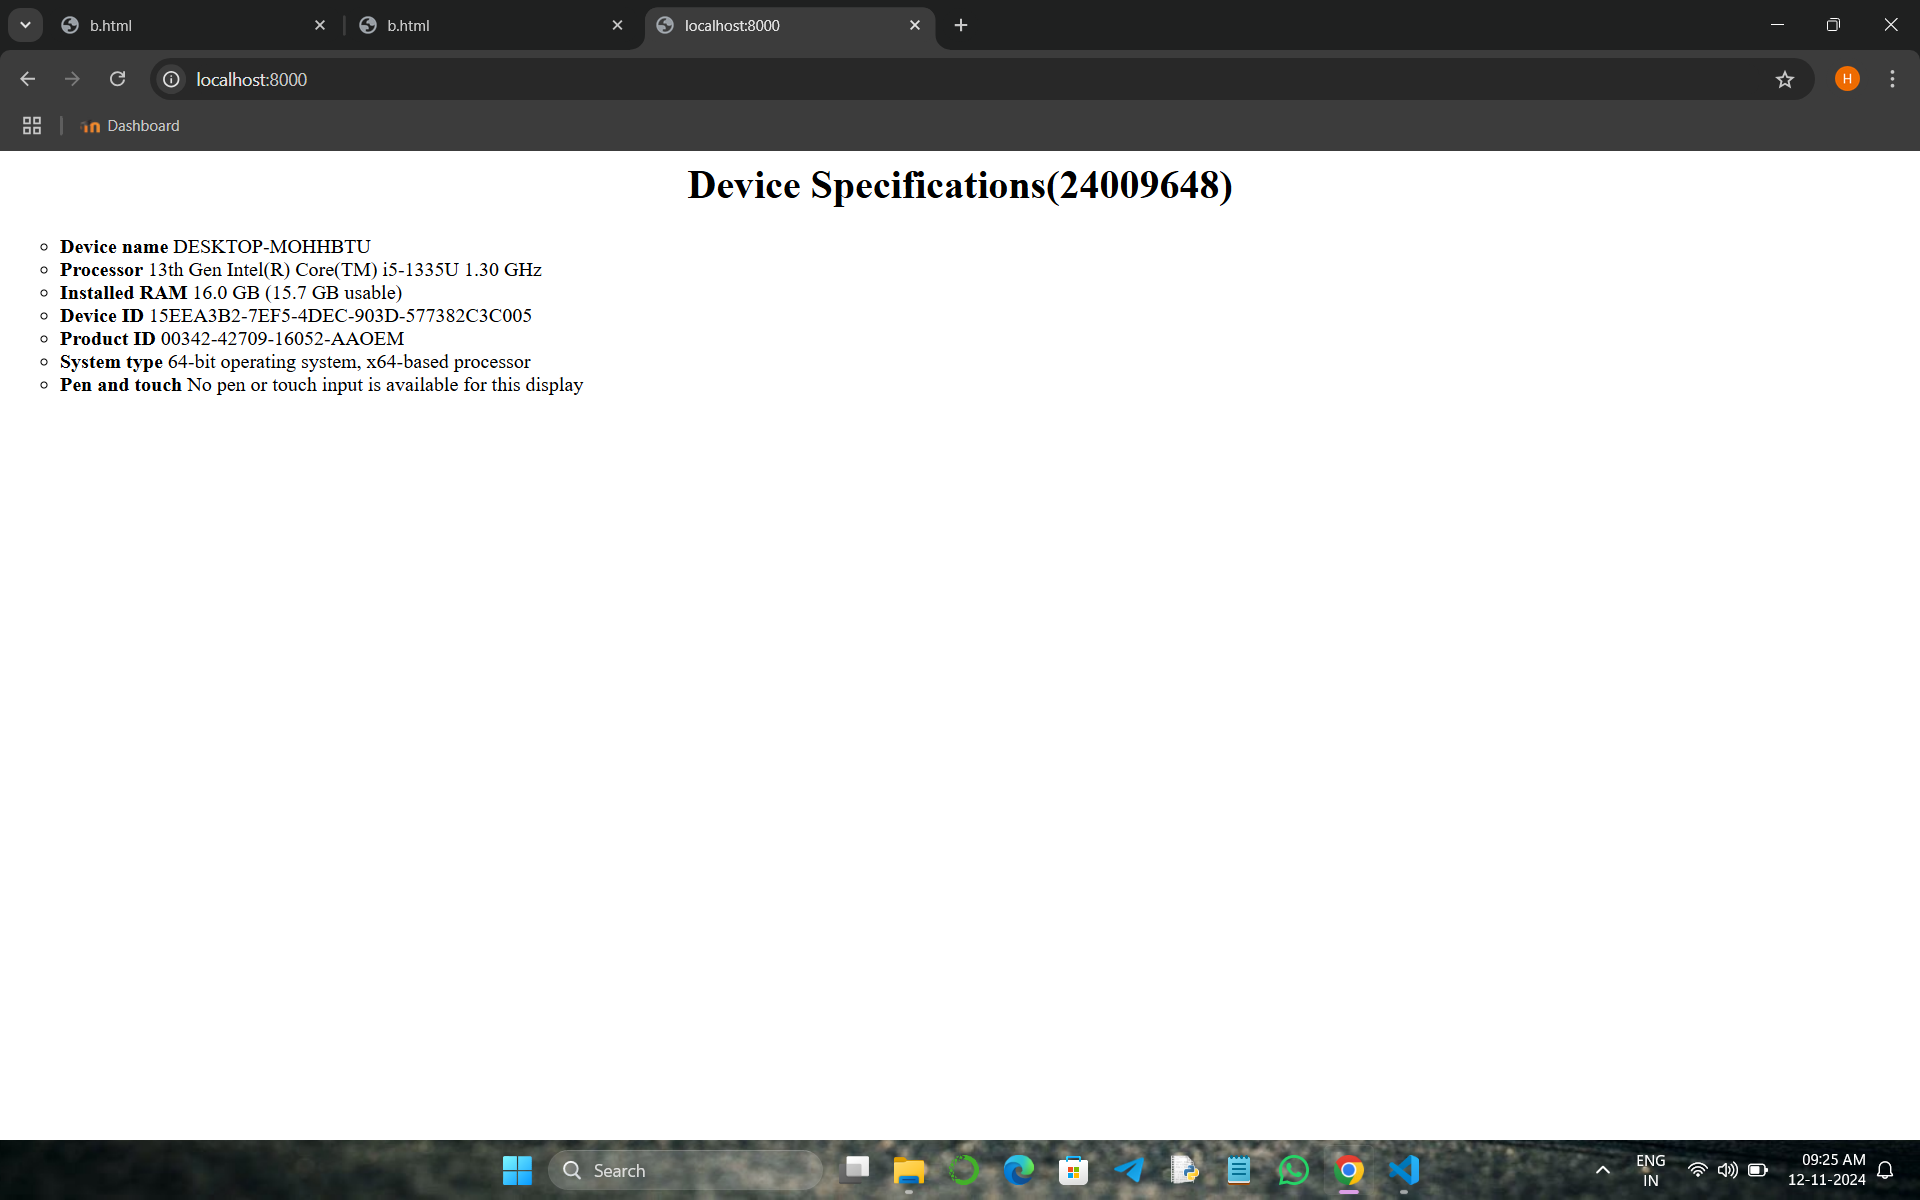 b.html
b.html
localhost:8000
localhost:8000
H
Dashboard
Device Specifications(24009648)
Device name DESKTOP-MOHHBTU
Processor 13th Gen Intel(R) Core(TM) i5-1335U 1.30 GHz
Installed RAM 16.0 GB (15.7 GB usable)
Device ID 15EEA3B2-7EF5-4DEC-903D-577382C3C005
Product ID 00342-42709-16052-AAOEM
System type 64-bit operating system, x64-based processor
Pen and touch No pen or touch input is available for this display
Search
ENG
IN
09:25 AM
12-11-2024